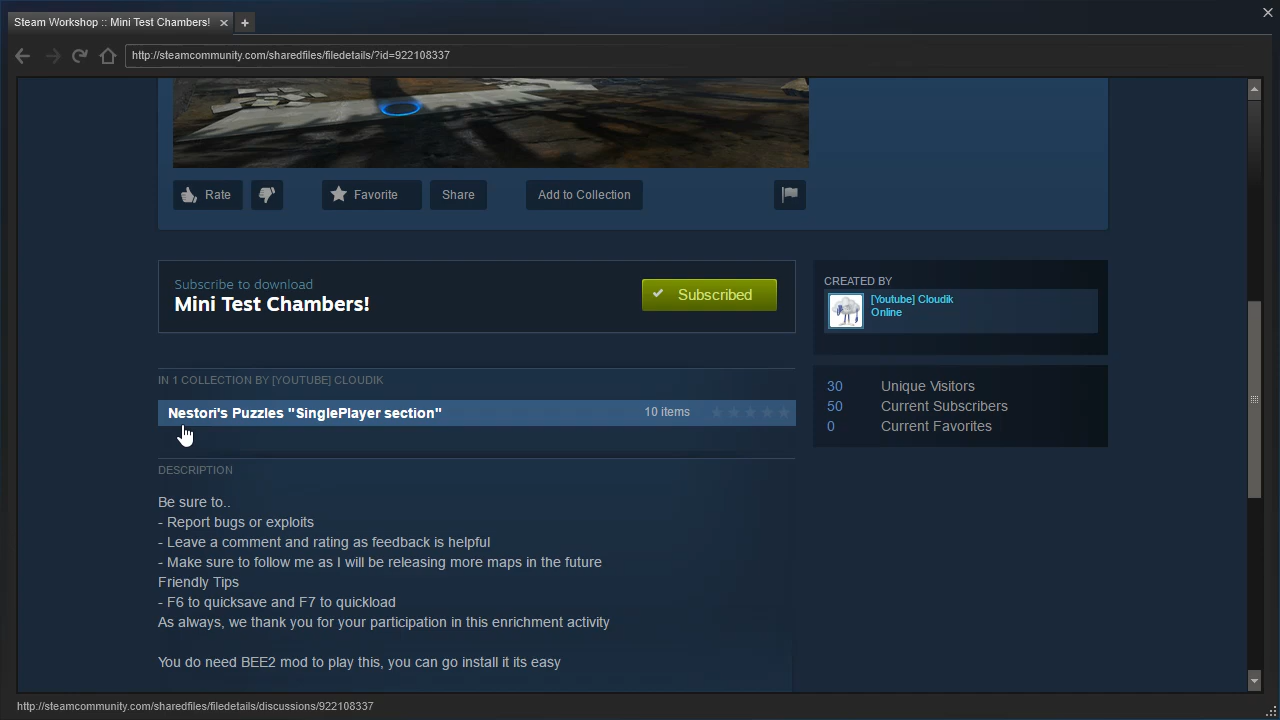 Steam Workshop :: Mini Test Chambers!
http://steamcommunity.com/sharedfiles/filedetails/?id=922108337
Rate
Favorite
Share
Add to Collection
Subscribe to download
Mini Test Chambers!
Subscribed
CREATED BY
[Youtube] Cloudik
Online
IN 1 COLLECTION BY [YOUTUBE] CLOUDIK
Nestori's Puzzles "SinglePlayer section"
10 items
30 Unique Visitors
50 Current Subscribers
0 Current Favorites
DESCRIPTION
Be sure to..
- Report bugs or exploits
- Leave a comment and rating as feedback is helpful
- Make sure to follow me as I will be releasing more maps in the future
Friendly Tips
- F6 to quicksave and F7 to quickload
As always, we thank you for your participation in this enrichment activity
You do need BEE2 mod to play this, you can go install it its easy
http://steamcommunity.com/sharedfiles/filedetails/discussions/922108337